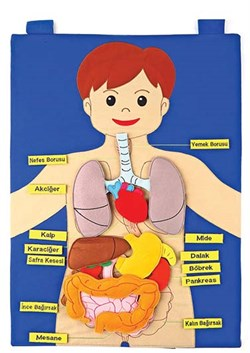 Yemek Borusu
Nefes Borusu
Akciğer
Kalp
Karaciğer
Safra Kesesi
Mide
Dalak
Böbrek
Pankreas
İnce Bağırsak
Kalın Bağırsak
Mesane